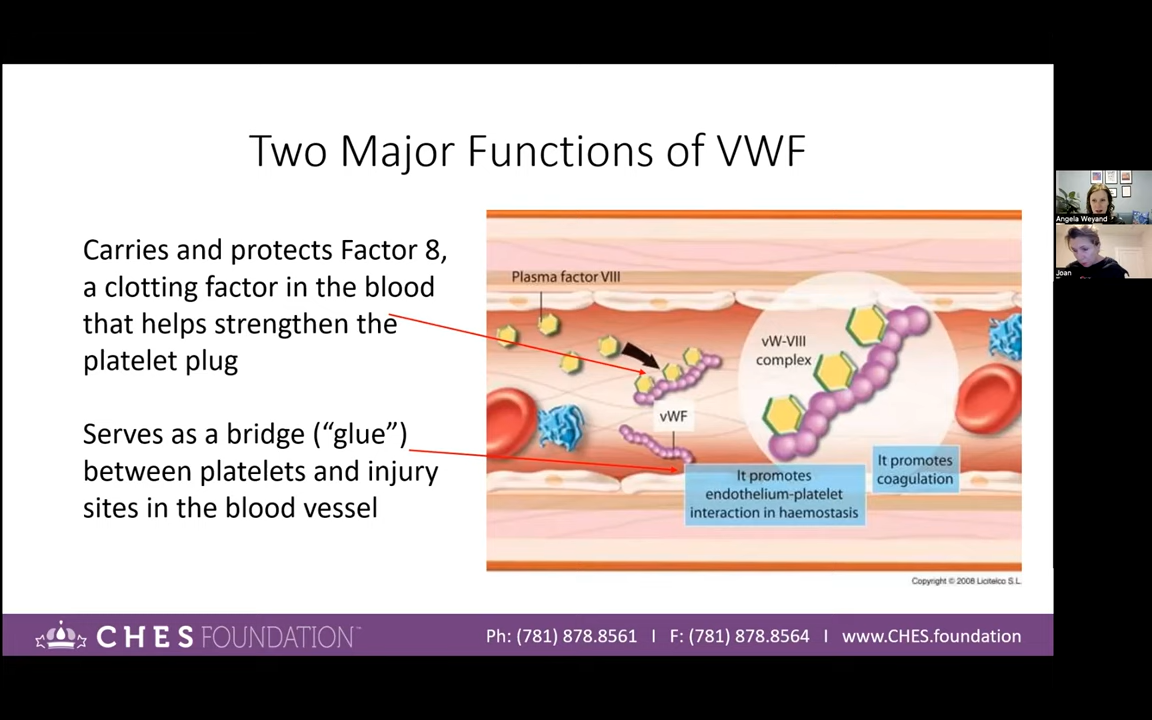 Two Major Functions of VWF
Carries and protects Factor 8,
a clotting factor in the blood
that helps strengthen the
platelet plug
Serves as a bridge (“glue”)
between platelets and injury
sites in the blood vessel
Plasma factor VIII
vW-VIII
complex
vWF
It promotes
endothelium-platelet
interaction in haemostasis
It promotes
coagulation
Copyright © 2008 Licitelco S.L.
CHES FOUNDATION™
Ph: (781) 878.8561 I F: (781) 878.8564 I www.CHES.foundation
Angela Weyand
Joan